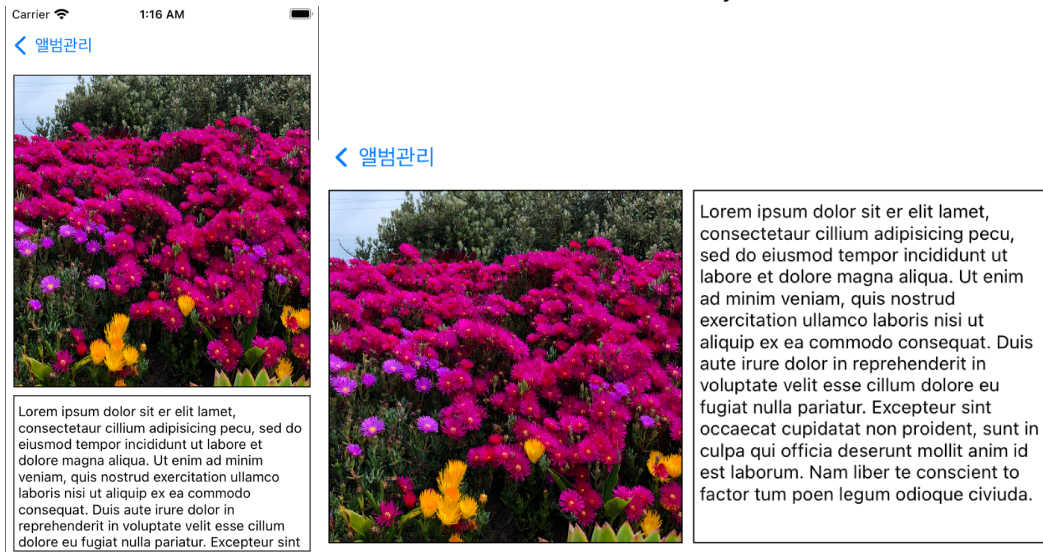 Carrier 1:16 AM
앨범관리
Lorem ipsum dolor sit er elit lamet,
consectetaur cillium adipisicing pecu, sed do
eiusmod tempor incididunt ut labore et
dolore magna aliqua. Ut enim ad minim
veniam, quis nostrud exercitation ullamco
laboris nisi ut aliquip ex ea commodo
consequat. Duis aute irure dolor in
reprehenderit in voluptate velit esse cillum
dolore eu fugiat nulla pariatur. Excepteur sint
앨범관리
Lorem ipsum dolor sit er elit lamet,
consectetaur cillium adipisicing pecu,
sed do eiusmod tempor incididunt ut
labore et dolore magna aliqua. Ut enim
ad minim veniam, quis nostrud
exercitation ullamco laboris nisi ut
aliquip ex ea commodo consequat. Duis
aute irure dolor in reprehenderit in
voluptate velit esse cillum dolore eu
fugiat nulla pariatur. Excepteur sint
occaecat cupidatat non proident, sunt in
culpa qui officia deserunt mollit anim id
est laborum. Nam liber te conscient to
factor tum poen legum odioque civiuda.